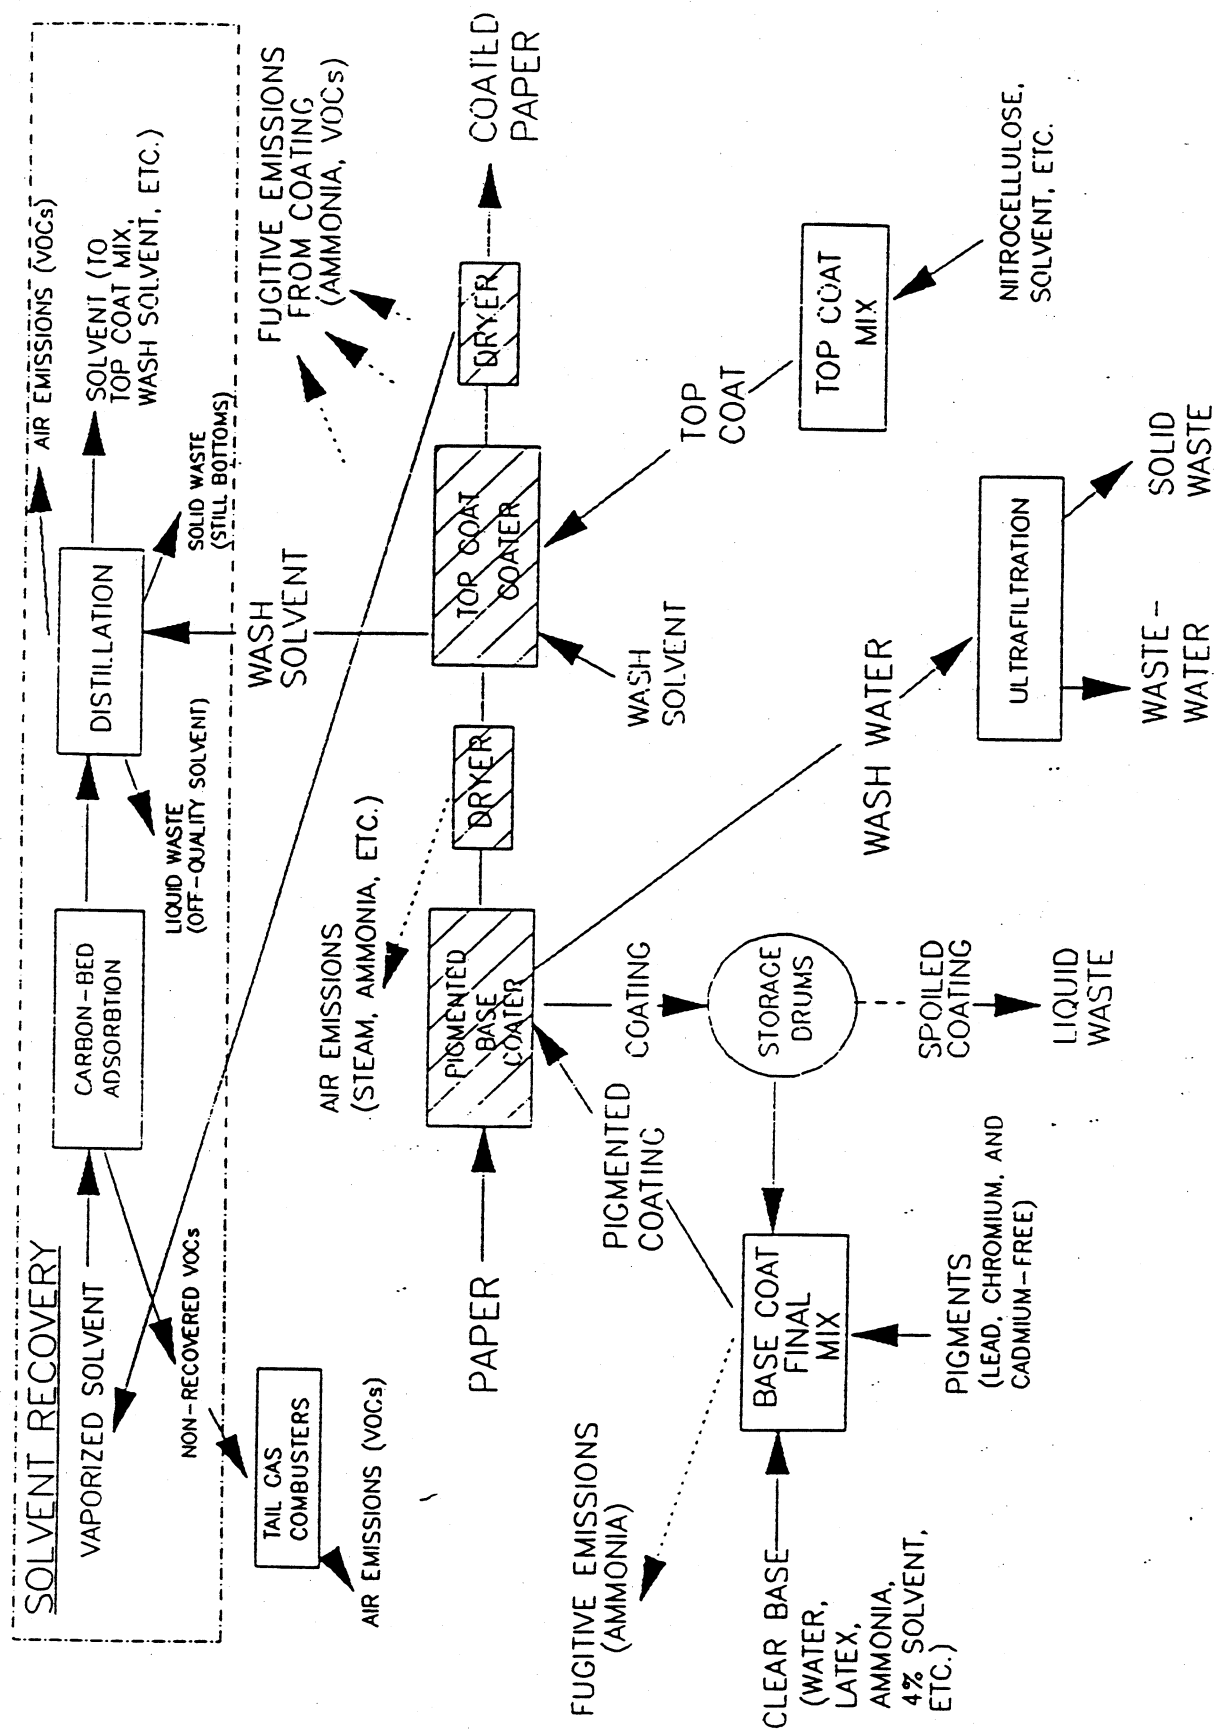 SOLVENT RECOVERY
VAPORIZED SOLVENT
CARBON-BED
ADSORBTION
DISTILLATION
AIR EMISSIONS (VOCs)
SOLVENT (TO
TOP COAT MIX,
WASH SOLVENT, ETC.)
NON-RECOVERED VOCs
LIQUID WASTE
(OFF-QUALITY SOLVENT)
SOLID WASTE
(STILL BOTTOMS)
TAIL GAS
COMBUSTERS
AIR EMISSIONS (VOCs)
WASH
SOLVENT
FUGITIVE EMISSIONS
FROM COATING
(AMMONIA, VOCs)
AIR EMISSIONS
(STEAM, AMMONIA, ETC.)
PAPER
PIGMENTED
BASE
COATER
DRYER
TOP COAT
COATER
DRYER
COATED
PAPER
PIGMENTED
COATING
COATING
WASH
SOLVENT
TOP
COAT
FUGITIVE EMISSIONS
(AMMONIA)
BASE COAT
FINAL
MIX
STORAGE
DRUMS
WASH WATER
TOP COAT
MIX
CLEAR BASE
(WATER,
LATEX,
AMMONIA,
4% SOLVENT,
ETC.)
PIGMENTS
(LEAD, CHROMIUM, AND
CADMIUM-FREE)
SPOILED
COATING
LIQUID
WASTE
ULTRAFILTRATION
NITROCELLULOSE,
SOLVENT, ETC.
WASTE-
WATER
SOLID
WASTE